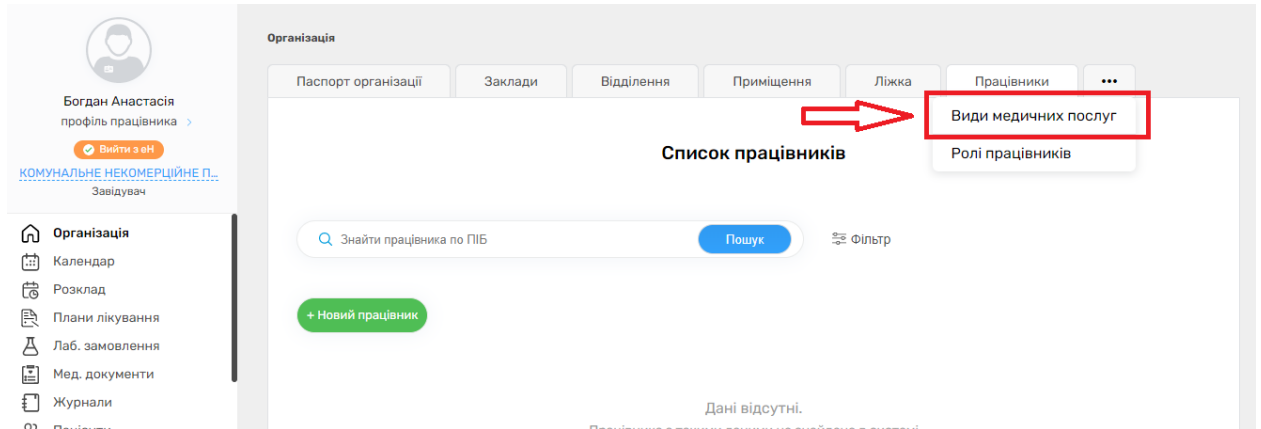 Організація
Паспорт організації
Заклади
Відділення
Приміщення
Ліжка
Працівники
•••
Види медичних послуг
Ролі працівників
Богдан Анастасія
профіль працівника >
Вийти з еН
КОМУНАЛЬНЕ НЕКОМЕРЦІЙНЕ П...
Завідувач
Організація
Календар
Розклад
Плани лікування
Лаб. замовлення
Мед. документи
Журнали
Список працівників
Знайти працівника по ПІБ
Пошук
Фільтр
+ Новий працівник
Дані відсутні.